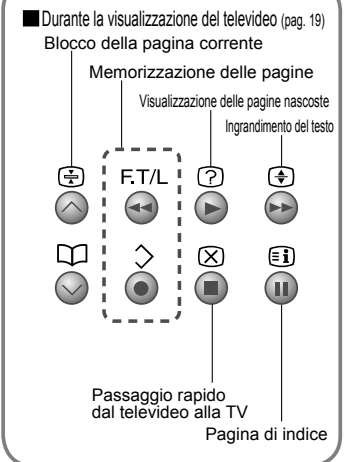 ■Durante la visualizzazione del televideo (pag. 19)
Blocco della pagina corrente
Memorizzazione delle pagine
Visualizzazione delle pagine nascoste
Ingrandimento del testo
F.T/L ?
i
Passaggio rapido
dal televideo alla TV
Pagina di indice